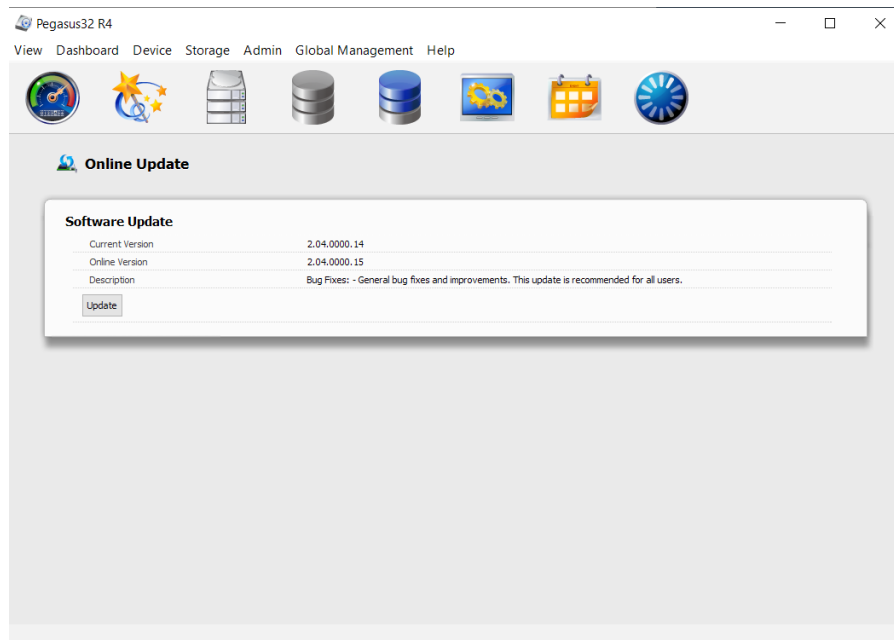 Pegasus32 R4
View Dashboard Device Storage Admin Global Management Help
Online Update
Software Update
Current Version 2.04.0000.14
Online Version 2.04.0000.15
Description Bug Fixes: - General bug fixes and improvements. This update is recommended for all users.
Update